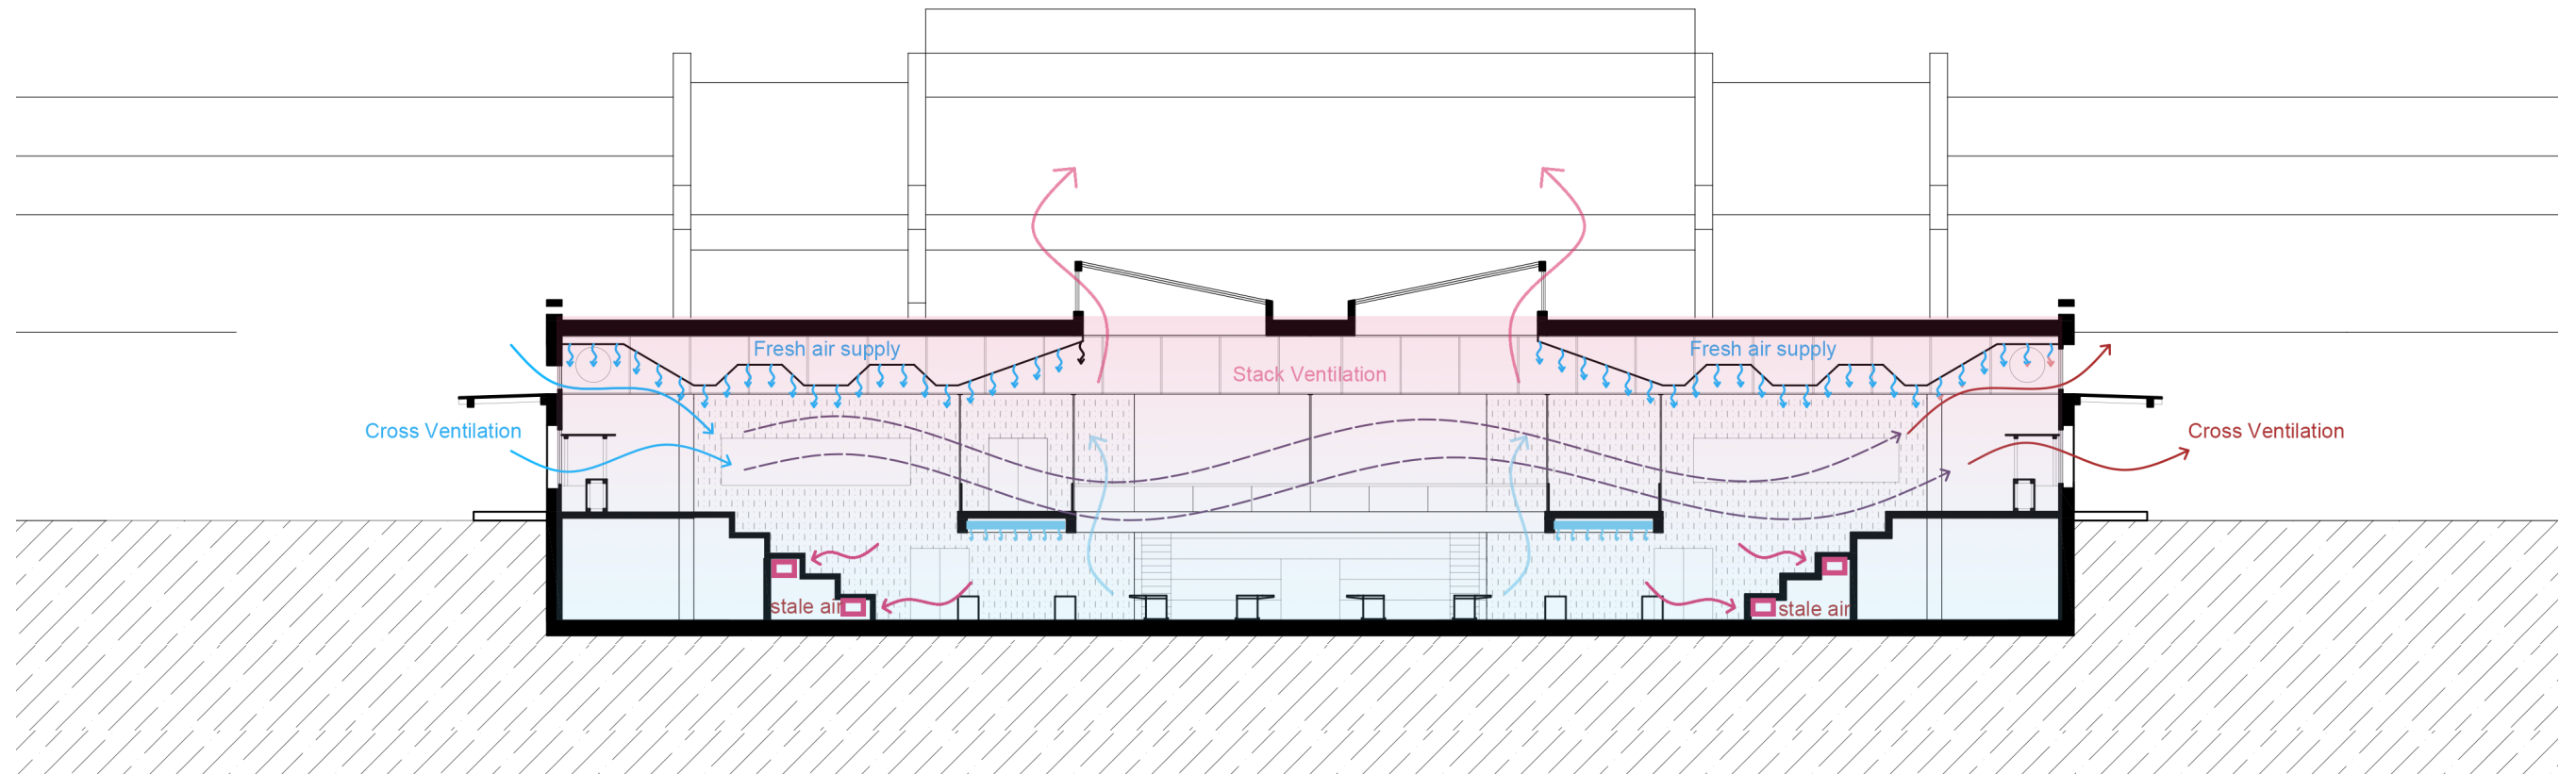 Fresh air supply
Fresh air supply
Stack Ventilation
Cross Ventilation
Cross Ventilation
stale air
stale air